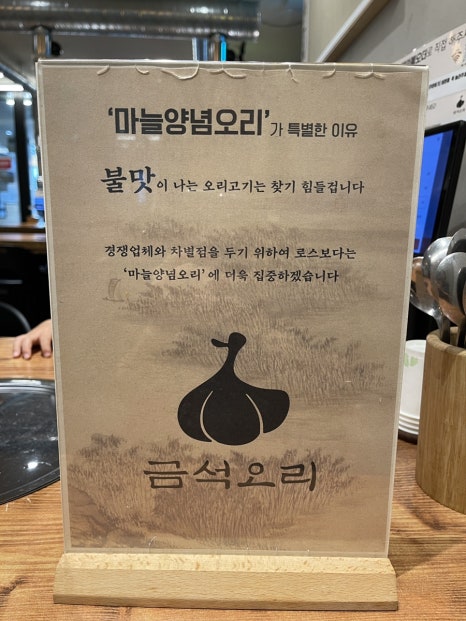 '마늘양념오리'가 특별한 이유
불맛이 나는 오리고기는 찾기 힘들겁니다
경쟁업체와 차별점을 두기 위하여 로스보다는
'마늘양념오리'에 더욱 집중하겠습니다
금석오리